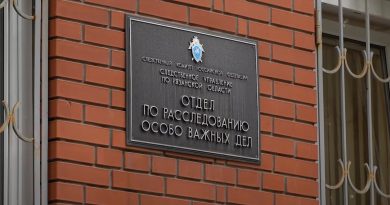 СЛЕДСТВЕННЫЙ КОМИТЕТ РОССИЙСКОЙ ФЕДЕРАЦИИ
СЛЕДСТВЕННОЕ УПРАВЛЕНИЕ
ПО РЯЗАНСКОЙ ОБЛАСТИ
ОТДЕЛ
ПО РАССЛЕДОВАНИЮ
ОСОБО ВАЖНЫХ ДЕЛ